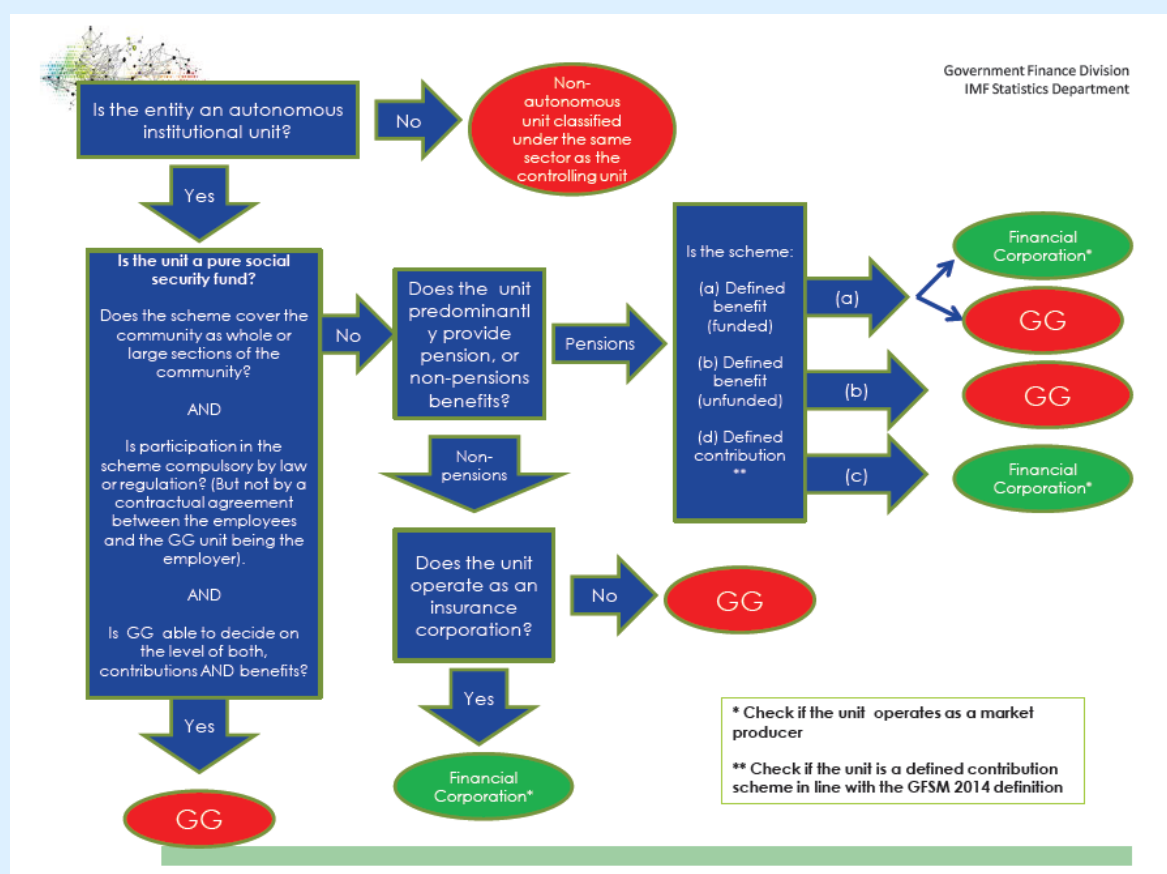 Government Finance Division
IMF Statistics Department
Is the entity an autonomous
institutional unit?
No
Non-
autonomous
unit classified
under the same
sector as the
controlling unit
Yes
Is the unit a pure social
security fund?
Does the scheme cover the
community as whole or
large sections of the
community?
AND
Is participation in the
scheme compulsory by law
or regulation? (But not by a
contractual agreement
between the employees
and the GG unit being the
employer).
AND
Is GG able to decide on
the level of both,
contributions AND benefits?
No
Does the unit
predominantl
y provide
pension, or
non-pensions
benefits?
Pensions
Is the scheme:
(a) Defined
benefit
(funded)
(b) Defined
benefit
(unfunded)
(d) Defined
contribution
**
(a)
Financial
Corporation*
GG
(b)
GG
(c)
Financial
Corporation*
Non-
pensions
Does the unit
operate as an
insurance
corporation?
No
GG
Yes
Financial
Corporation*
Yes
GG
* Check if the unit operates as a market
producer
** Check if the unit is a defined contribution
scheme in line with the GFSM 2014 definition